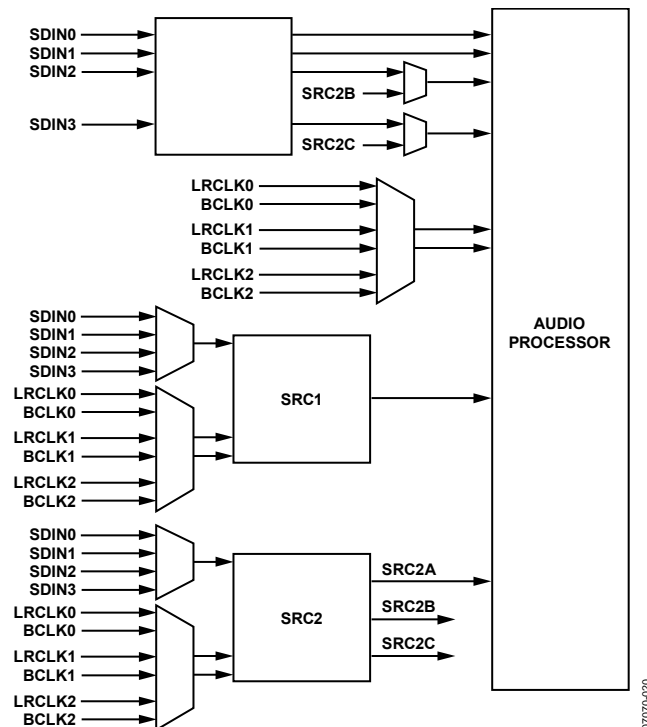 SDIN0
SDIN1
SDIN2
SRC2B
SDIN3
SRC2C
LRCLK0
BCLK0
LRCLK1
BCLK1
LRCLK2
BCLK2
AUDIO
PROCESSOR
SDIN0
SDIN1
SDIN2
SDIN3
LRCLK0
BCLK0
LRCLK1
BCLK1
LRCLK2
BCLK2
SRC1
SDIN0
SDIN1
SDIN2
SDIN3
LRCLK0
BCLK0
LRCLK1
BCLK1
LRCLK2
BCLK2
SRC2
SRC2A
SRC2B
SRC2C
07070-020